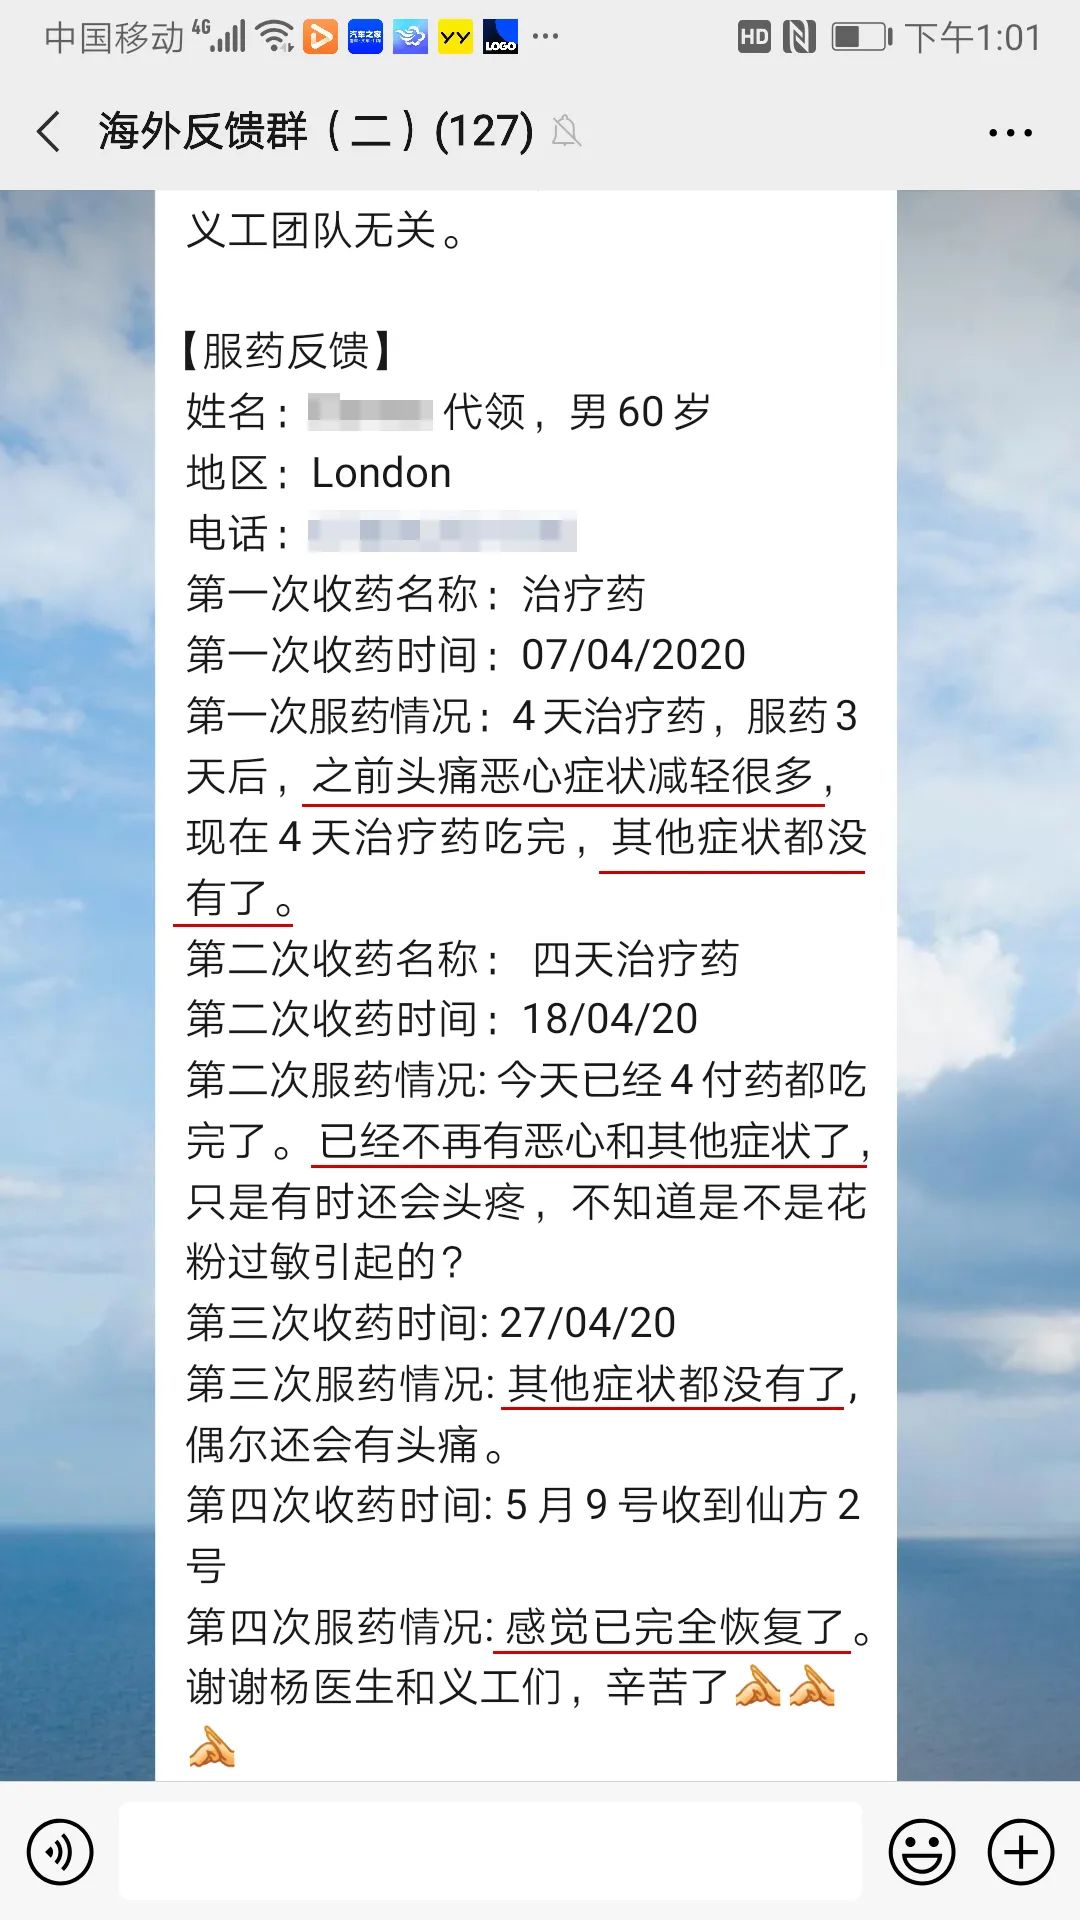 中国移动 4G 汽车之家 YY LOGO ··· HD 下午1:01
海外反馈群（二）(127)
义工团队无关。
【服药反馈】
姓名： 代领，男60岁
地区：London
电话：
第一次收药名称：治疗药
第一次收药时间：07/04/2020
第一次服药情况：4天治疗药，服药3
天后，之前头痛恶心症状减轻很多，
现在4天治疗药吃完，其他症状都没
有了。
第二次收药名称： 四天治疗药
第二次收药时间：18/04/20
第二次服药情况:今天已经4付药都吃
完了。已经不再有恶心和其他症状了，
只是有时还会头疼，不知道是不是花
粉过敏引起的？
第三次收药时间:27/04/20
第三次服药情况:其他症状都没有了，
偶尔还会有头痛。
第四次收药时间:5月9号收到仙方2
号
第四次服药情况:感觉已完全恢复了。
谢谢杨医生和义工们，辛苦了